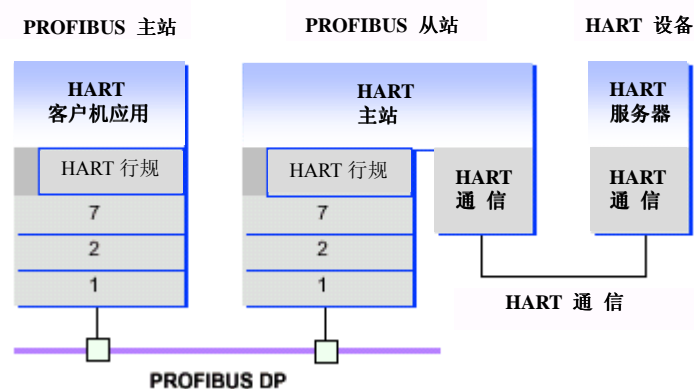 PROFIBUS 主站
PROFIBUS 从站
HART 设备
HART
客户机应用
HART 行规
7
2
1
HART
主站
HART 行规
7
2
1
HART
通 信
HART
服务器
HART
通 信
HART 通 信
PROFIBUS DP